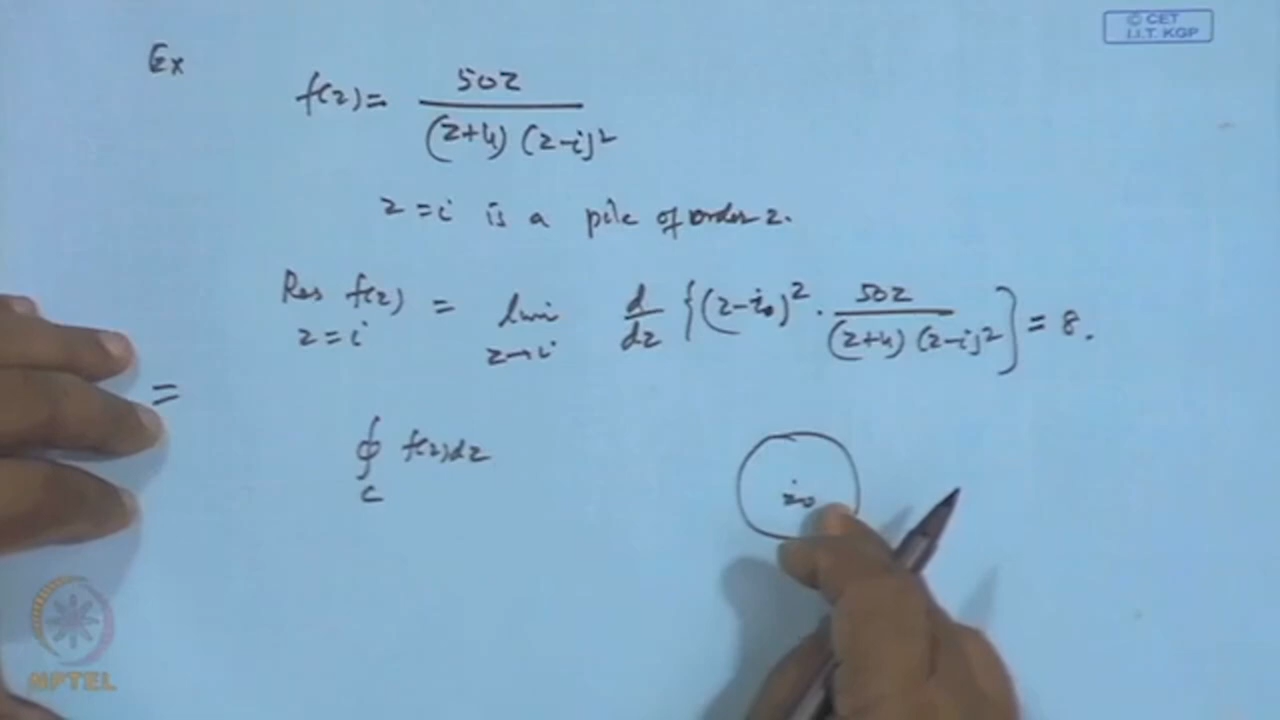 © CET
I.I.T. KGP
Ex
f(z) = 50z / (z+4) (z-i)²
z = i is a pole of order 2.
Res f(z) = lim d/dz {(z-i₀)² · 50z / (z+4) (z-i)²} = 8.
z = i z→i
=
∮ f(z)dz
C
z₀
NPTEL